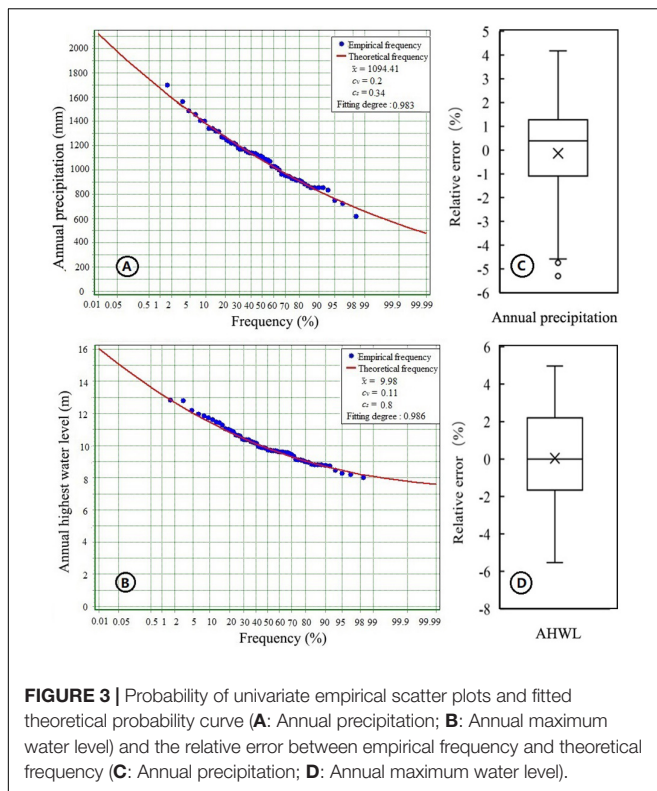 2000
1800
1600
1400
1200
1000
800
600
400
200
0
Annual precipitation (mm)
Empirical frequency
Theoretical frequency
x̄ = 1094.41
cv = 0.2
cs = 0.34
Fitting degree : 0.983
A
0.01 0.05 0.5 1 2 5 10 20 30 40 50 60 70 80 90 95 98 99 99.9 99.99
Frequency (%)
5
4
3
2
1
0
-1
-2
-3
-4
-5
-6
Relative error (%)
C
Annual precipitation
16
14
12
10
8
6
4
2
0
Annual highest water level (m)
Empirical frequency
Theoretical frequency
x̄ = 9.98
cv = 0.11
cs = 0.8
Fitting degree : 0.986
B
0.01 0.05 0.5 1 2 5 10 20 30 40 50 60 70 80 90 95 98 99 99.9 99.99
Frequency (%)
6
4
2
0
-2
-4
-6
-8
Relative error (%)
D
AHWL
FIGURE 3 | Probability of univariate empirical scatter plots and fitted
theoretical probability curve (A: Annual precipitation; B: Annual maximum
water level) and the relative error between empirical frequency and theoretical
frequency (C: Annual precipitation; D: Annual maximum water level).